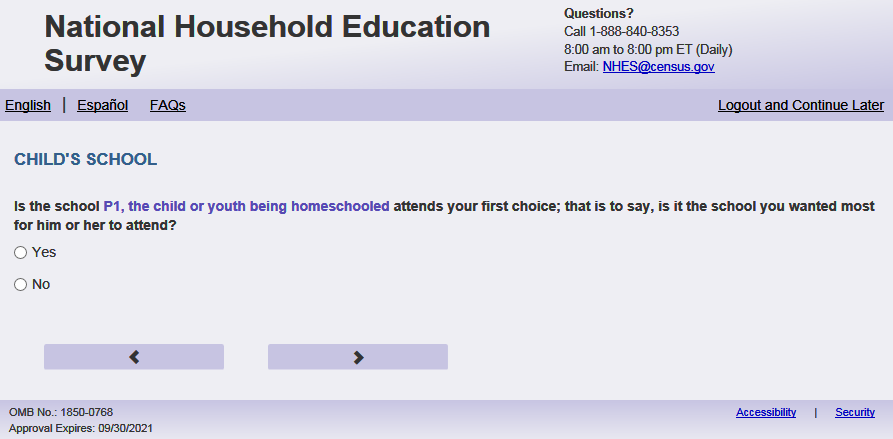 National Household Education
Survey
Questions?
Call 1-888-840-8353
8:00 am to 8:00 pm ET (Daily)
Email: NHES@census.gov
English | Español FAQs Logout and Continue Later
CHILD'S SCHOOL
Is the school P1, the child or youth being homeschooled attends your first choice; that is to say, is it the school you wanted most
for him or her to attend?
Yes
No
OMB No.: 1850-0768
Approval Expires: 09/30/2021
Accessibility | Security